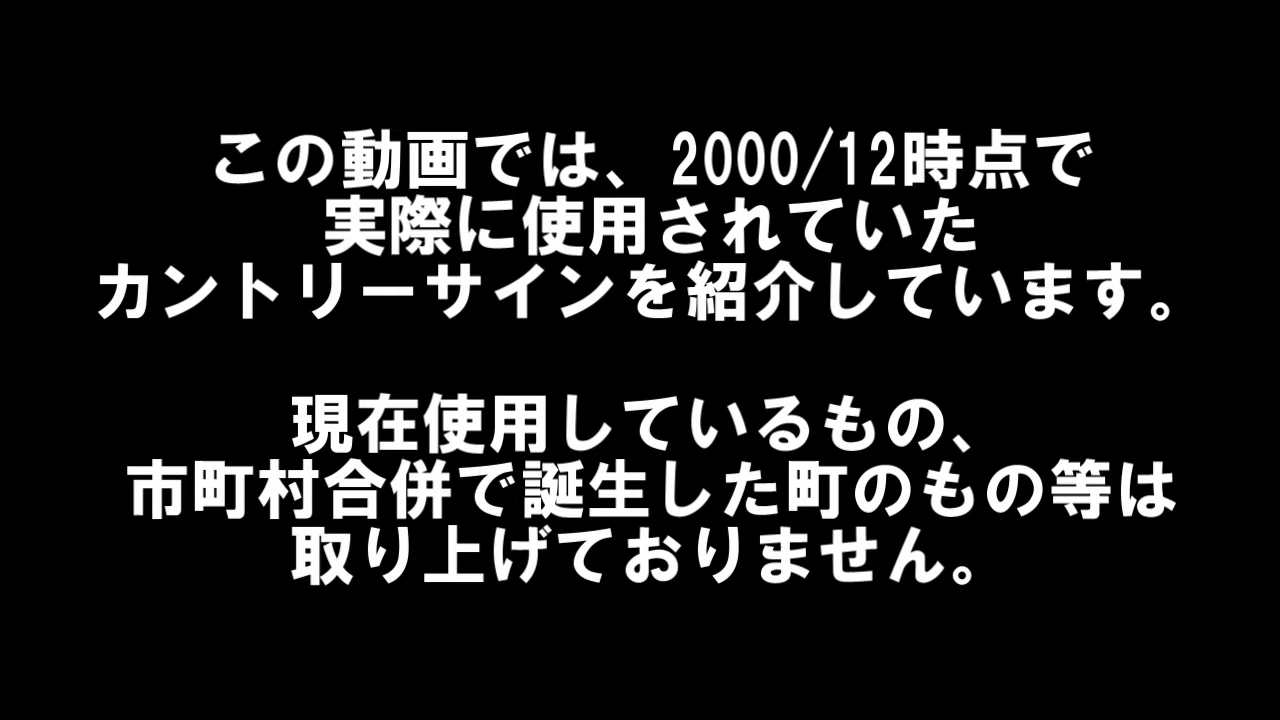 この動画では、2000/12時点で
実際に使用されていた
カントリーサインを紹介しています。
現在使用しているもの、
市町村合併で誕生した町のもの等は
取り上げておりません。